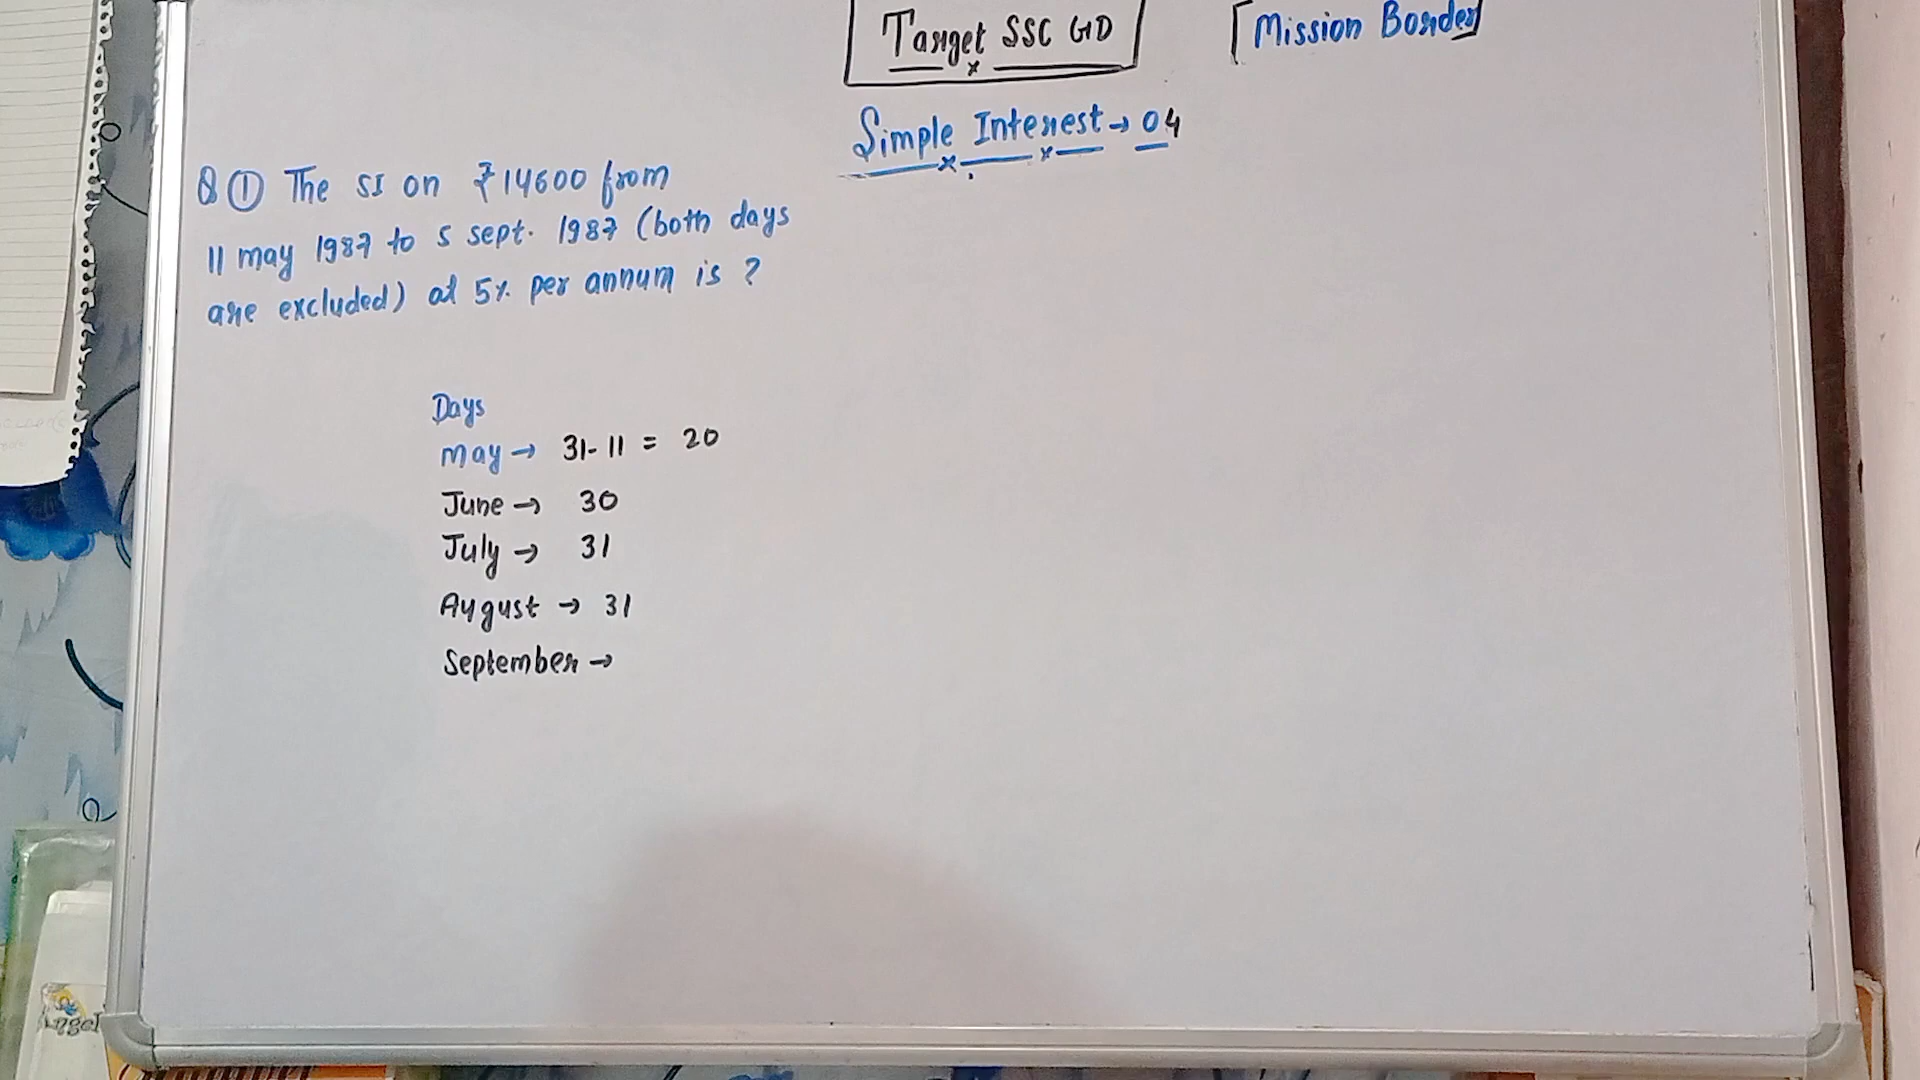 Target SSC GD
[Mission Border]
Simple Interest → 04
Q ① The SI on ₹14600 from
11 may 1987 to 5 sept. 1987 (both days
are excluded) at 5% per annum is ?
Days
may → 31-11 = 20
June → 30
July → 31
August → 31
September →